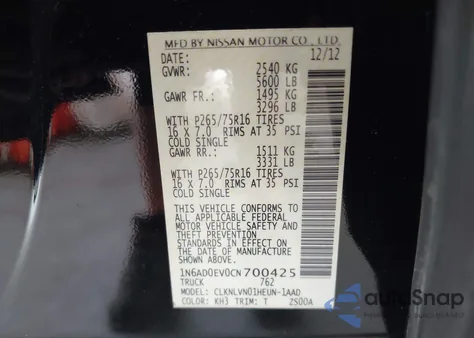 MFD BY NISSAN MOTOR CO., LTD.
DATE: 12/12
GVWR: 2540 KG
5600 LB
GAWR FR.: 1495 KG
3296 LB
WITH P265/75R16 TIRES
16 X 7.0 RIMS AT 35 PSI
COLD SINGLE
GAWR RR.: 1511 KG
3331 LB
WITH P265/75R16 TIRES
16 X 7.0 RIMS AT 35 PSI
COLD SINGLE
THIS VEHICLE CONFORMS TO
ALL APPLICABLE FEDERAL
MOTOR VEHICLE SAFETY AND
THEFT PREVENTION
STANDARDS IN EFFECT ON
THE DATE OF MANUFACTURE
SHOWN ABOVE.
1N6AD0EV0CN700425
TRUCK 762
MODEL: CLKNLVN01HEUN-1AAD
COLOR: KH3 TRIM: T ZS00A
autoSnap